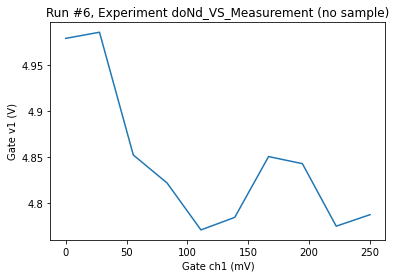 Run #6, Experiment doNd_VS_Measurement (no sample)
4.95
4.9
4.85
4.8
Gate v1 (V)
0 50 100 150 200 250
Gate ch1 (mV)